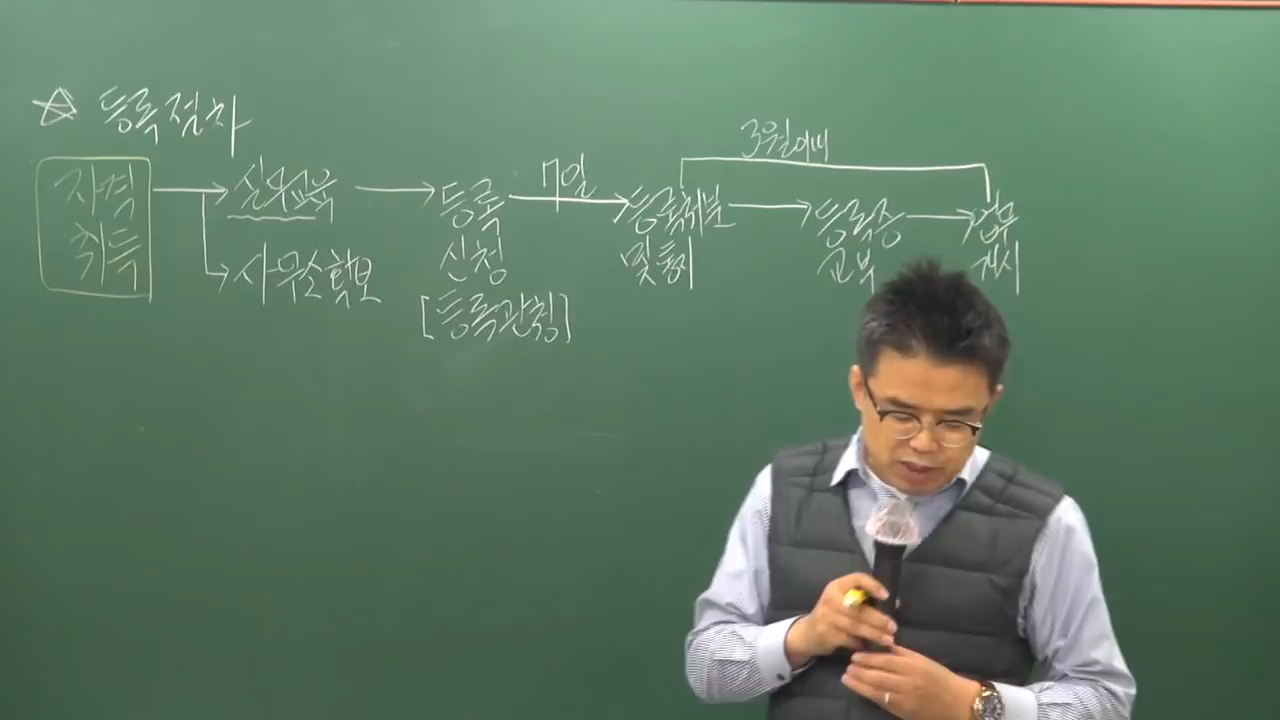 ☆ 등록절차
자격
취득
실무교육
사무소확보
등록
신청
[등록관청]
7일
등록처분
및 통지
3월이내
등록증
교부
업무
개시